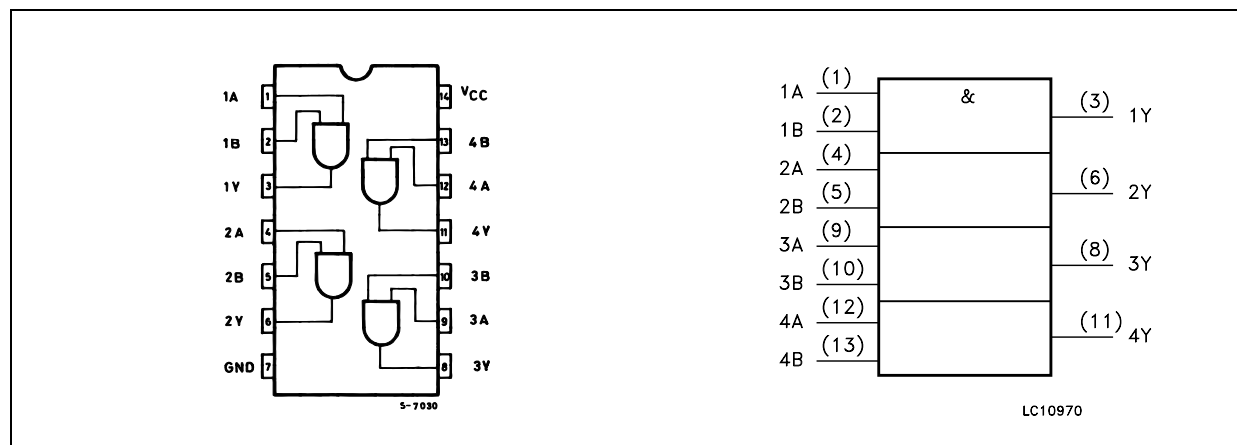 1A 1 14 VCC
1B 2 13 4B
1Y 3 12 4A
2A 4 11 4Y
2B 5 10 3B
2Y 6 9 3A
GND 7 8 3Y
S-7030
&
1A (1)
1B (2)
2A (4)
2B (5)
3A (9)
3B (10)
4A (12)
4B (13)
(3) 1Y
(6) 2Y
(8) 3Y
(11) 4Y
LC10970